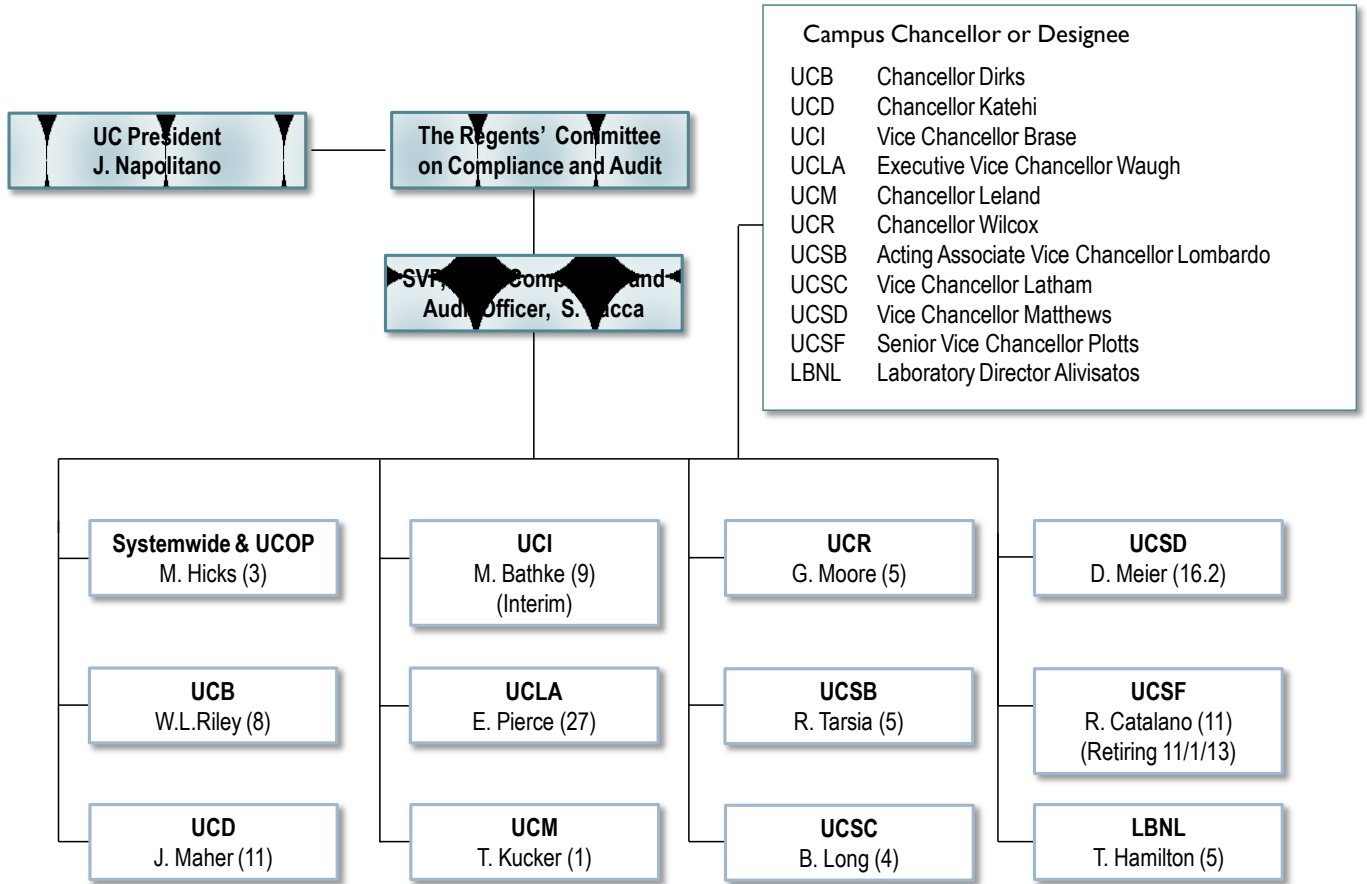 Campus Chancellor or Designee
UCB Chancellor Dirks
UCD Chancellor Katehi
UCI Vice Chancellor Brase
UCLA Executive Vice Chancellor Waugh
UCM Chancellor Leland
UCR Chancellor Wilcox
UCSB Acting Associate Vice Chancellor Lombardo
UCSC Vice Chancellor Latham
UCSD Vice Chancellor Matthews
UCSF Senior Vice Chancellor Plotts
LBNL Laboratory Director Alivisatos
UC President
J. Napolitano
The Regents’ Committee
on Compliance and Audit
and
Officer, S.
Systemwide & UCOP
M. Hicks (3)
UCI
M. Bathke (9)
(Interim)
UCR
G. Moore (5)
UCSD
D. Meier (16.2)
UCB
W.L.Riley (8)
UCLA
E. Pierce (27)
UCSB
R. Tarsia (5)
UCSF
R. Catalano (11)
(Retiring 11/1/13)
UCD
J. Maher (11)
UCM
T. Kucker (1)
UCSC
B. Long (4)
LBNL
T. Hamilton (5)